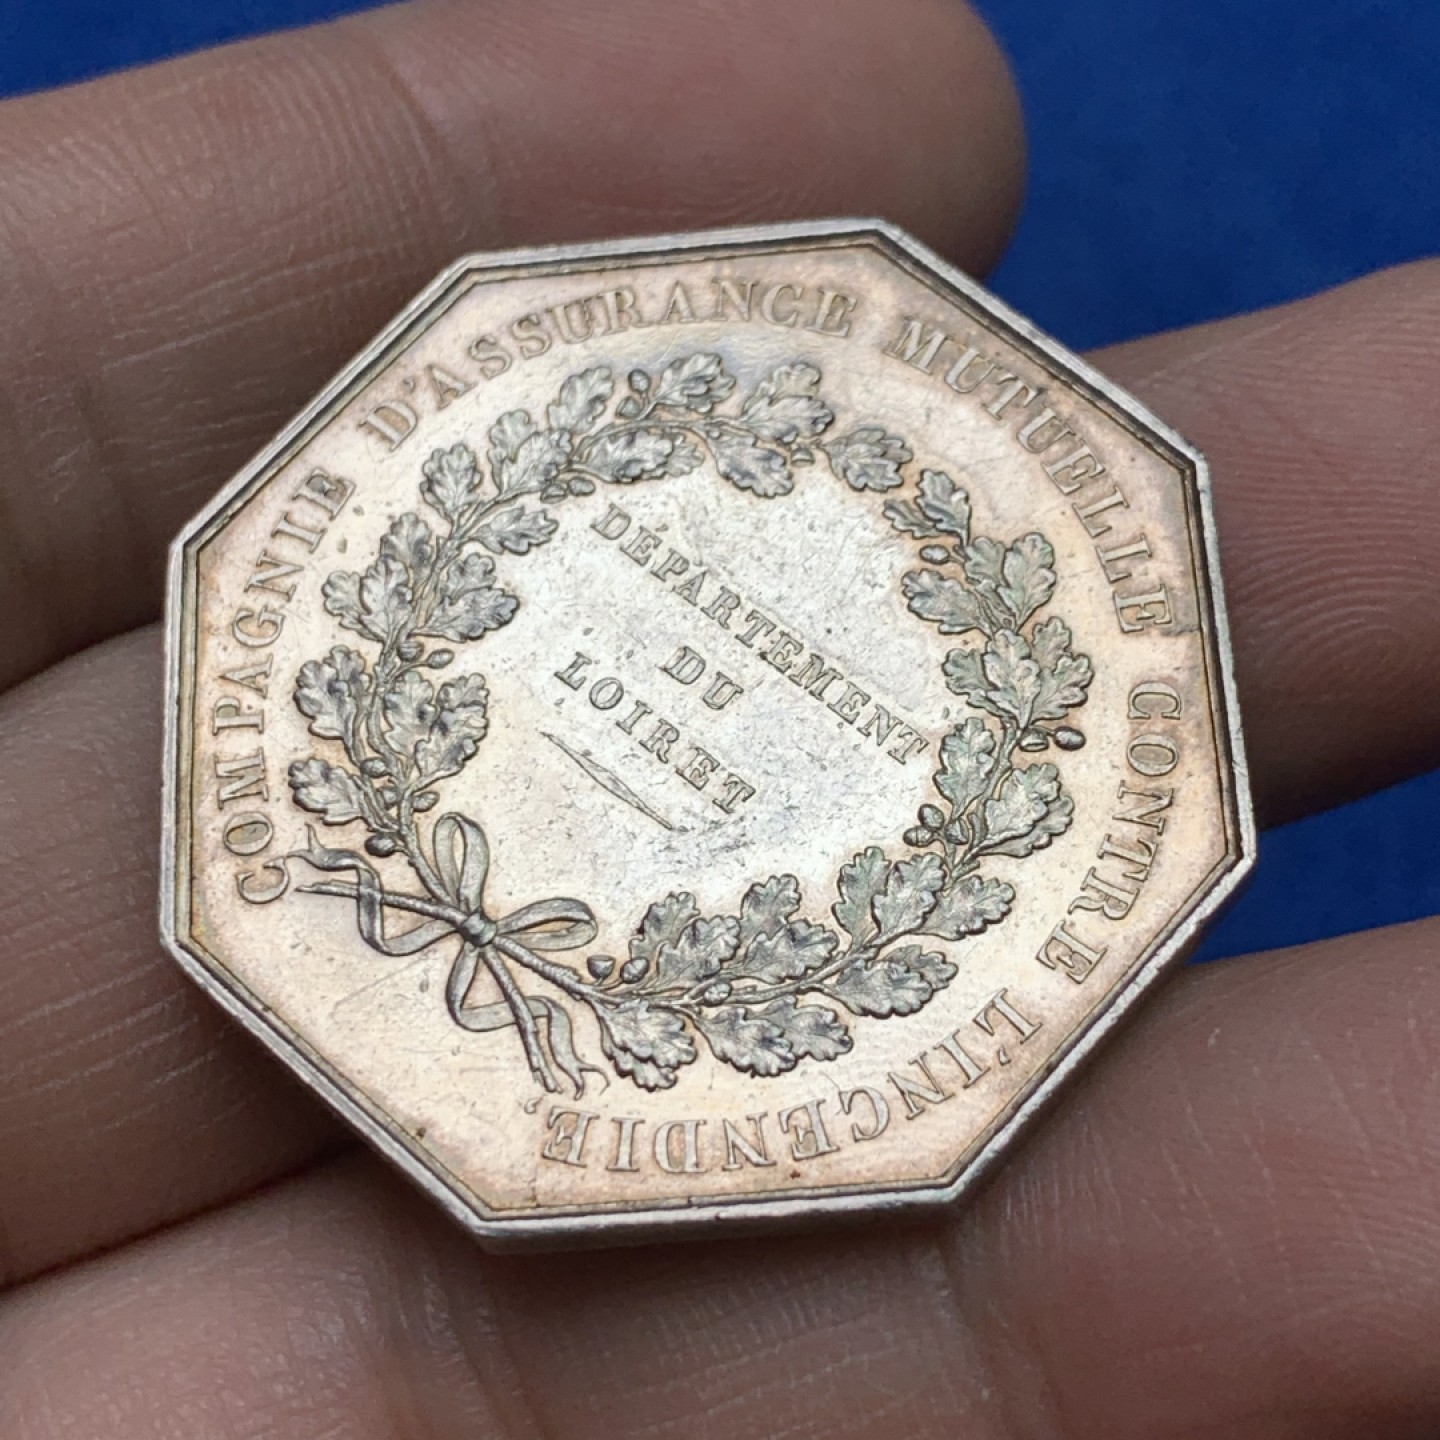 COMPAGNIE D'ASSURANCE MUTUELLE CONTRE L'INCENDIE,
DÉPARTEMENT
DU
LOIRET